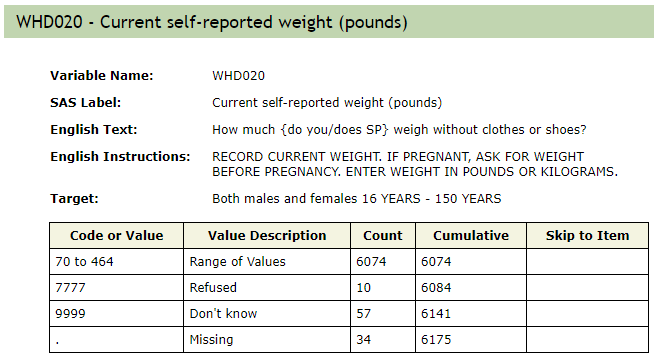 WHD020 - Current self-reported weight (pounds)
Variable Name: WHD020
SAS Label: Current self-reported weight (pounds)
English Text: How much {do you/does SP} weigh without clothes or shoes?
English Instructions: RECORD CURRENT WEIGHT. IF PREGNANT, ASK FOR WEIGHT
BEFORE PREGNANCY. ENTER WEIGHT IN POUNDS OR KILOGRAMS.
Target: Both males and females 16 YEARS - 150 YEARS
Code or Value Value Description Count Cumulative Skip to Item
70 to 464 Range of Values 6074 6074
7777 Refused 10 6084
9999 Don't know 57 6141
. Missing 34 6175